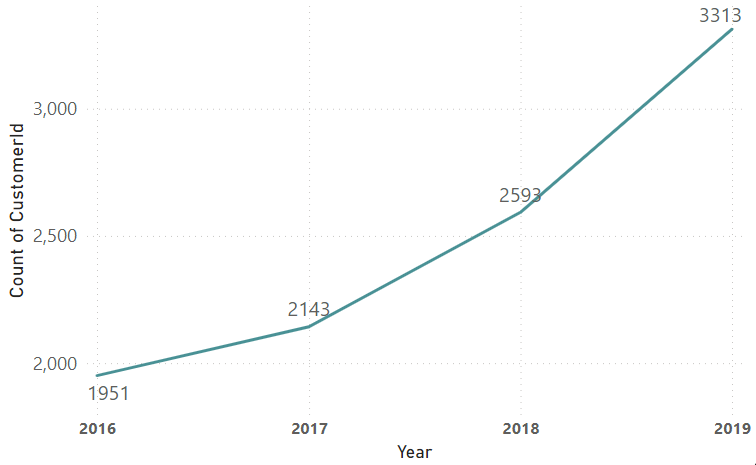 3313
3,000
2593
2,500
2143
2,000
1951
Count of CustomerId
2016 2017 2018 2019
Year